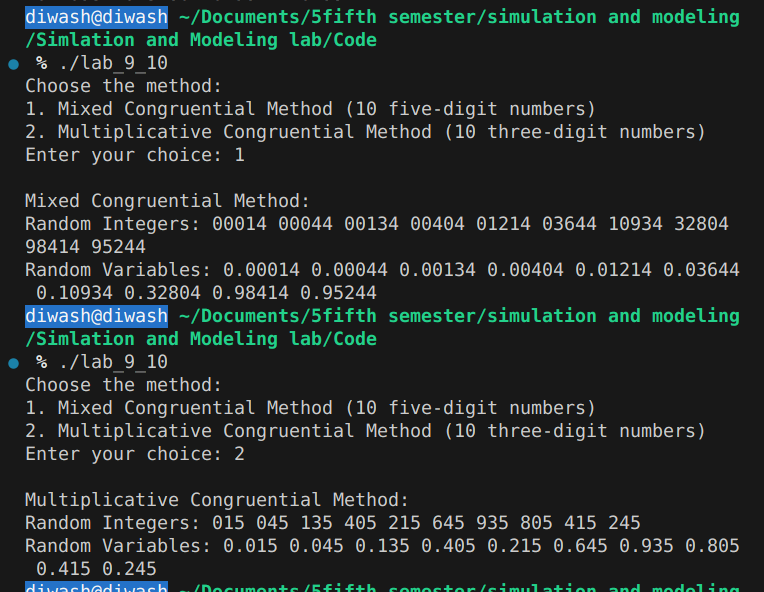 diwash@diwash ~/Documents/5fifth semester/simulation and modeling
/Simlation and Modeling lab/Code
% ./lab_9_10
Choose the method:
1. Mixed Congruential Method (10 five-digit numbers)
2. Multiplicative Congruential Method (10 three-digit numbers)
Enter your choice: 1
Mixed Congruential Method:
Random Integers: 00014 00044 00134 00404 01214 03644 10934 32804
98414 95244
Random Variables: 0.00014 0.00044 0.00134 0.00404 0.01214 0.03644
0.10934 0.32804 0.98414 0.95244
diwash@diwash ~/Documents/5fifth semester/simulation and modeling
/Simlation and Modeling lab/Code
% ./lab_9_10
Choose the method:
1. Mixed Congruential Method (10 five-digit numbers)
2. Multiplicative Congruential Method (10 three-digit numbers)
Enter your choice: 2
Multiplicative Congruential Method:
Random Integers: 015 045 135 405 215 645 935 805 415 245
Random Variables: 0.015 0.045 0.135 0.405 0.215 0.645 0.935 0.805
0.415 0.245
diwash@diwash ~/Documents/5fifth semester/simulation and modeling